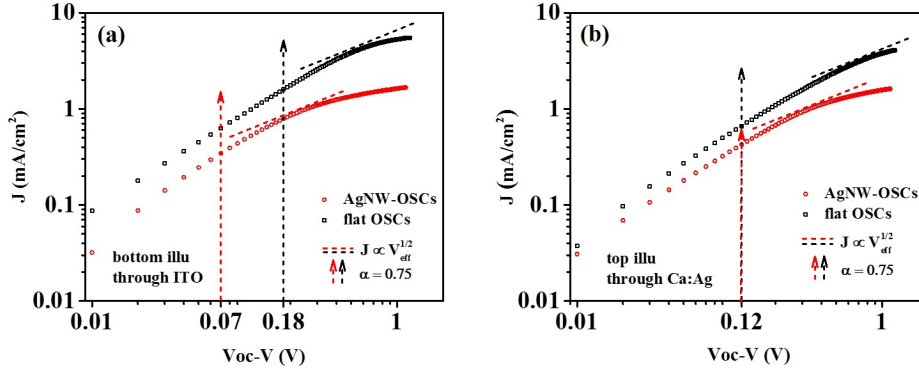 (a)
10
1
0.1
0.01
J (mA/cm²)
AgNW-OSCs
flat OSCs
J ∝ V_eff^1/2
α = 0.75
bottom illu
through ITO
0.01
0.07
0.18
1
Voc-V (V)
(b)
10
1
0.1
0.01
J (mA/cm²)
AgNW-OSCs
flat OSCs
J ∝ V_eff^1/2
α = 0.75
top illu
through Ca:Ag
0.01
0.12
1
Voc-V (V)